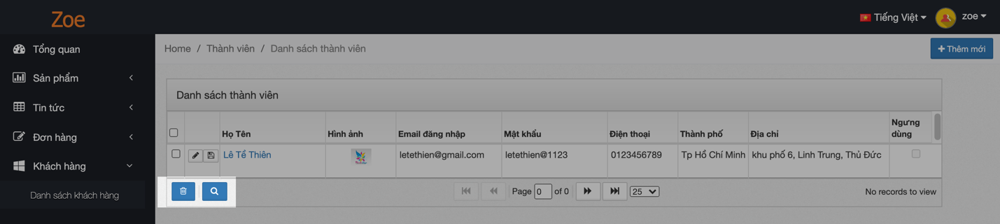 Zoe
Tiếng Việt
zoe
Tổng quan
Sản phẩm
Tin tức
Đơn hàng
Khách hàng
Danh sách khách hàng
Home / Thành viên / Danh sách thành viên
Thêm mới
Danh sách thành viên
Họ Tên Hình ảnh Email đăng nhập Mật khẩu Điện thoại Thành phố Địa chỉ Ngưng dùng
Lê Tể Thiên letethien@gmail.com letethien@1123 0123456789 Tp Hồ Chí Minh khu phố 6, Linh Trung, Thủ Đức
Page 0 of 0 25 No records to view